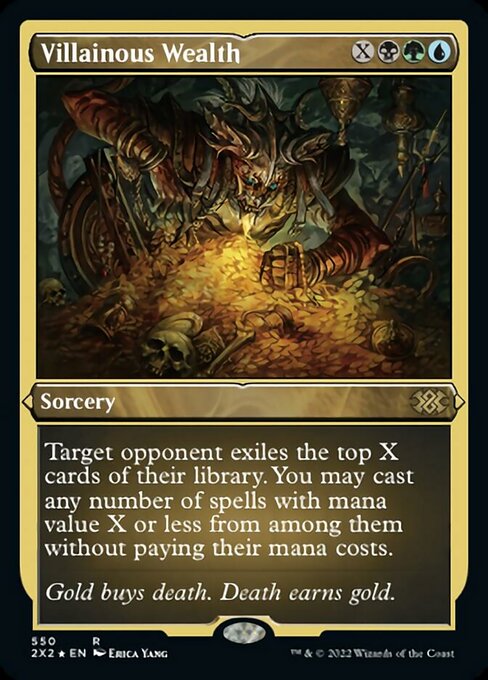 Villainous Wealth X
Sorcery
Target opponent exiles the top X
cards of their library. You may cast
any number of spells with mana
value X or less from among them
without paying their mana costs.
Gold buys death. Death earns gold.
550 R
2X2 ★ EN Erica Yang ™ & © 2022 Wizards of the Coast